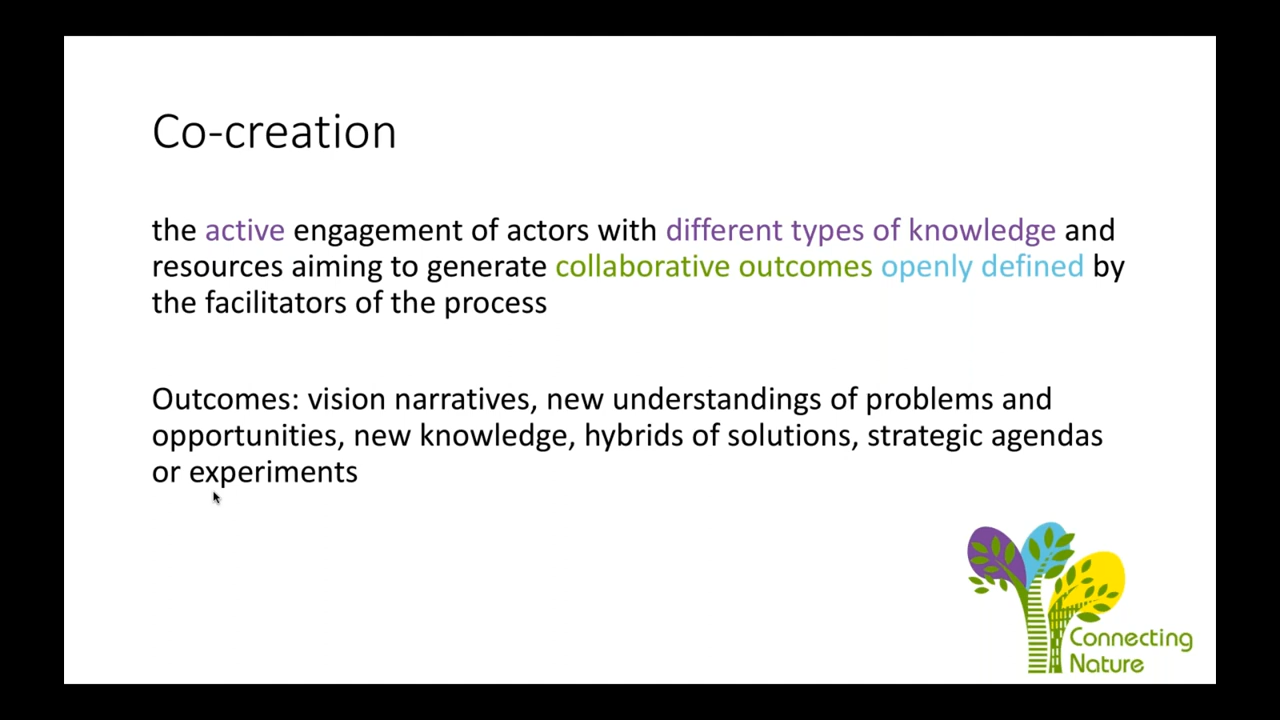 Co-creation
the active engagement of actors with different types of knowledge and
resources aiming to generate collaborative outcomes openly defined by
the facilitators of the process
Outcomes: vision narratives, new understandings of problems and
opportunities, new knowledge, hybrids of solutions, strategic agendas
or experiments
Connecting
Nature